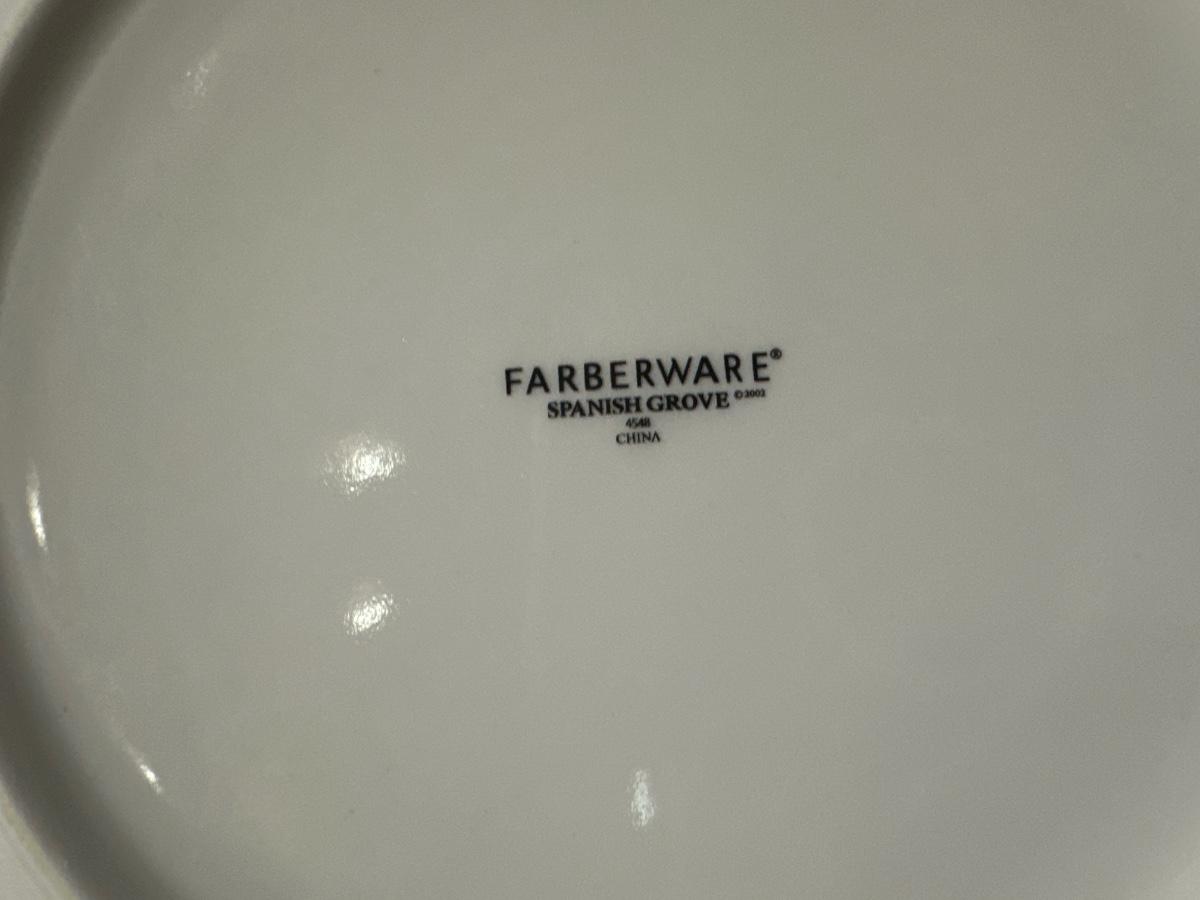 FARBERWARE®
SPANISH GROVE ©2002
4548
CHINA